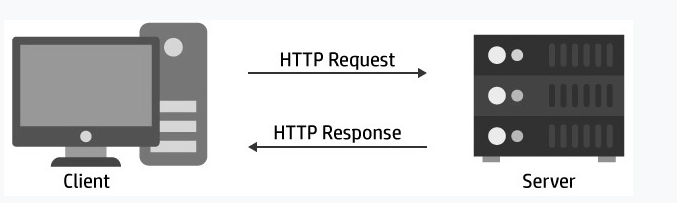 HTTP Request
HTTP Response
Client
Server